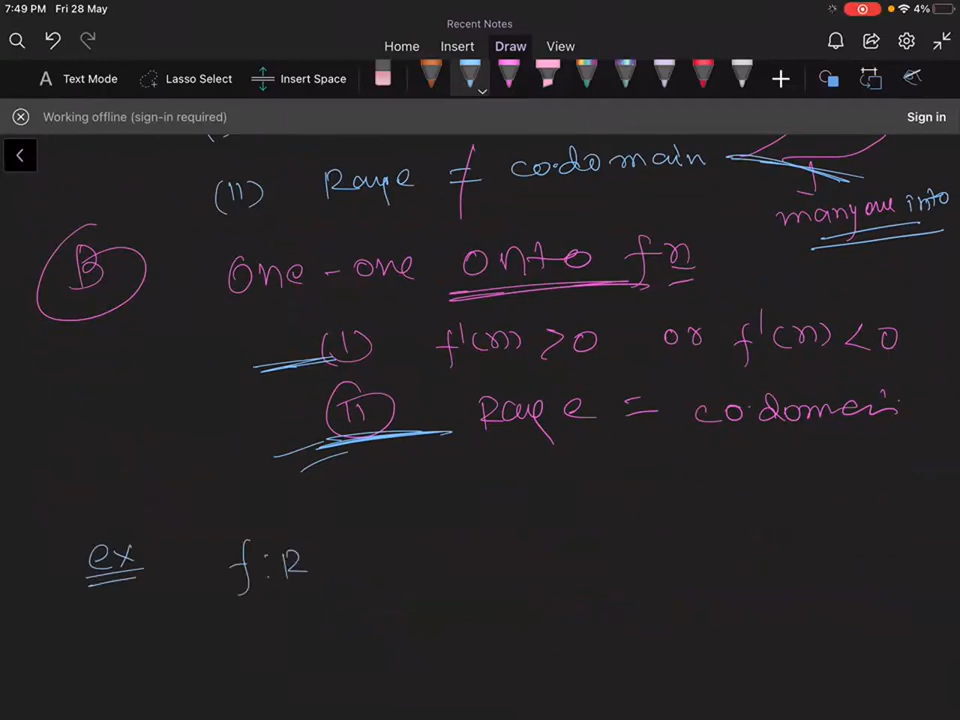 7:49 PM Fri 28 May
4%
Recent Notes
Home Insert Draw View
A Text Mode Lasso Select Insert Space
Working offline (sign-in required) Sign in
(II) Range ≠ co-domain
many one into
B one-one onto fn
(I) f'(n) > 0 or f'(n) < 0
(II) Range = co-domain
ex f : R